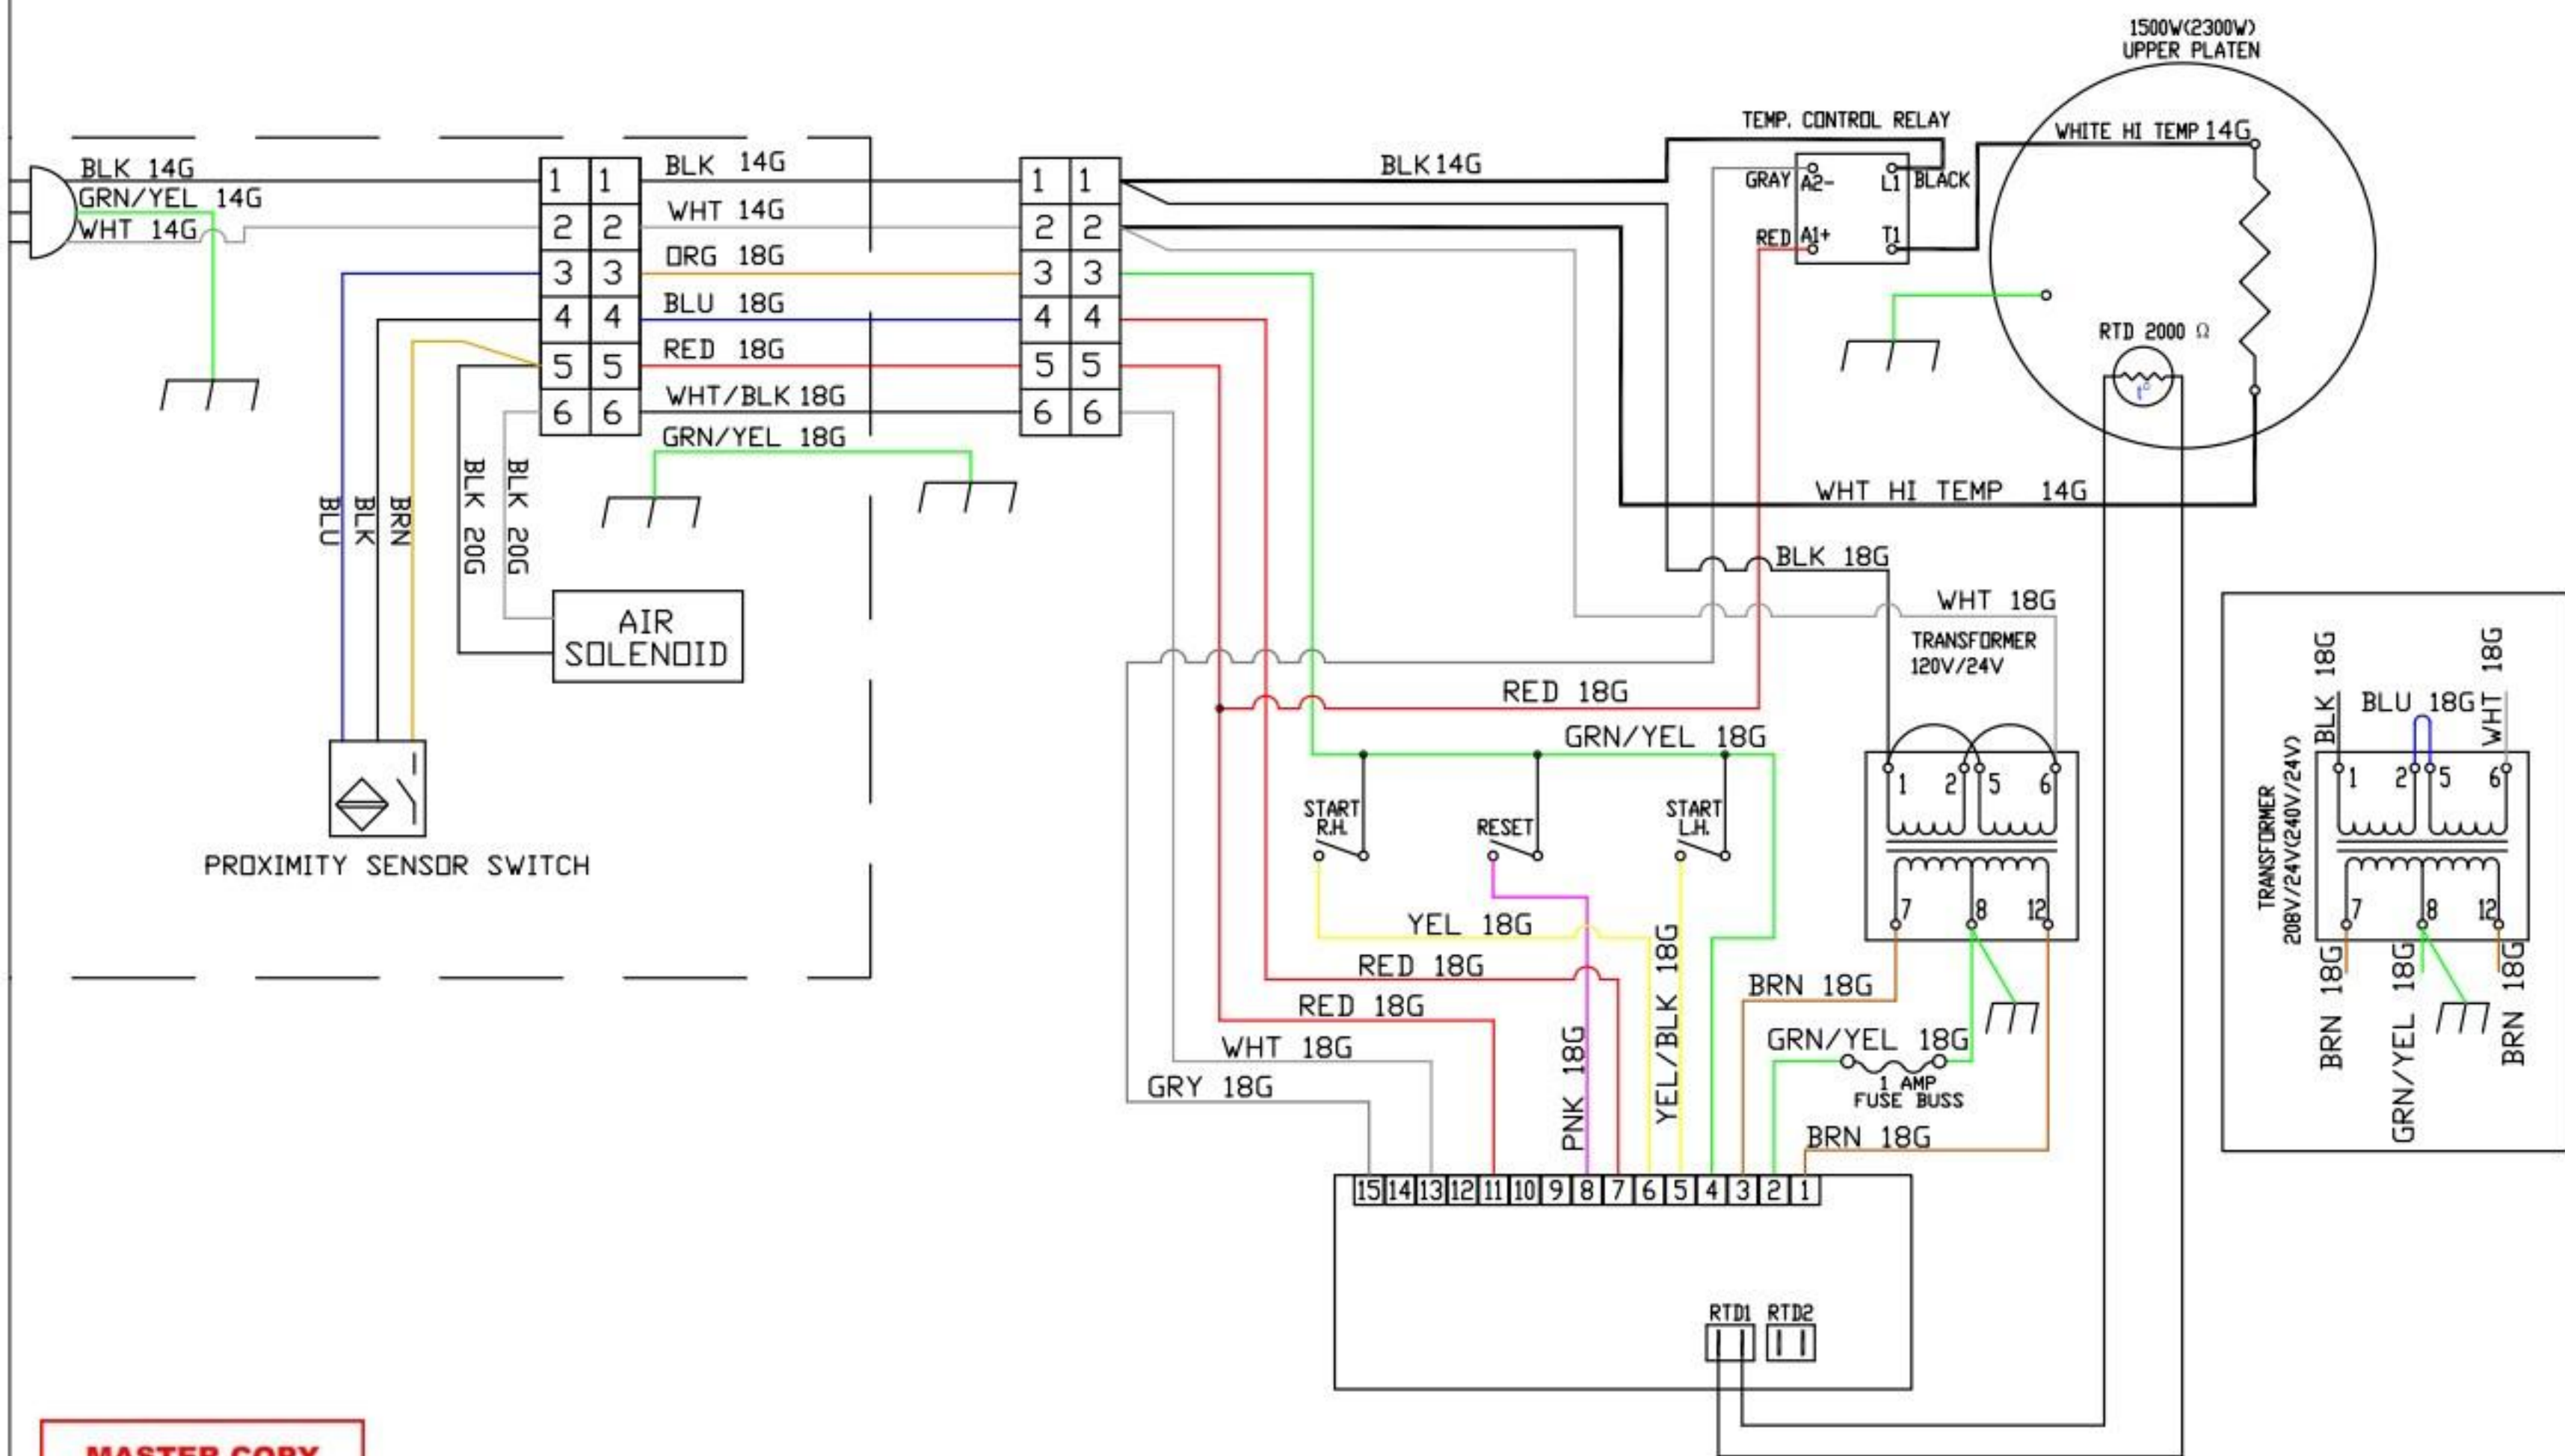 1500W(2300W)
UPPER PLATEN
TEMP. CONTROL RELAY
WHITE HI TEMP 14G
BLK 14G
GRN/YEL 14G
WHT 14G
1 1
2 2
3 3
4 4
5 5
6 6
BLK 14G
WHT 14G
ORG 18G
BLU 18G
RED 18G
WHT/BLK 18G
GRN/YEL 18G
1 1
2 2
3 3
4 4
5 5
6 6
BLK14G
GRAY A2- L1 BLACK
RED A1+ T1
RTD 2000 Ω
t°
WHT HI TEMP 14G
BLU
BLK
BRN
BLK 20G
BLK 20G
AIR
SOLENOID
PROXIMITY SENSOR SWITCH
BLK 18G
WHT 18G
TRANSFORMER
120V/24V
RED 18G
GRN/YEL 18G
START
R.H.
RESET
START
L.H.
1 2 5 6
7 8 12
YEL 18G
RED 18G
RED 18G
WHT 18G
GRY 18G
PNK 18G
YEL/BLK 18G
BRN 18G
GRN/YEL 18G
1 AMP
FUSE BUSS
BRN 18G
15 14 13 12 11 10 9 8 7 6 5 4 3 2 1
RTD1 RTD2
BLK 18G
BLU 18G
WHT 18G
TRANSFORMER
208V/24V(240V/24V)
1 2 5 6
7 8 12
BRN 18G
GRN/YEL 18G
BRN 18G
MASTER COPY